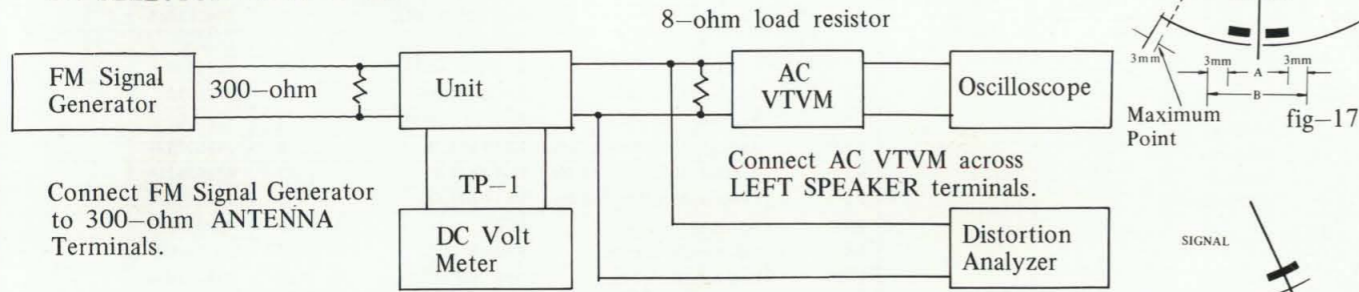 8–ohm load resistor
FM Signal
Generator
300–ohm
Unit
AC
VTVM
Oscilloscope
TP–1
DC Volt
Meter
Connect FM Signal Generator
to 300–ohm ANTENNA
Terminals.
Connect AC VTVM across
LEFT SPEAKER terminals.
Distortion
Analyzer
3mm
3mm
A
3mm
B
Maximum
Point
fig–17
SIGNAL